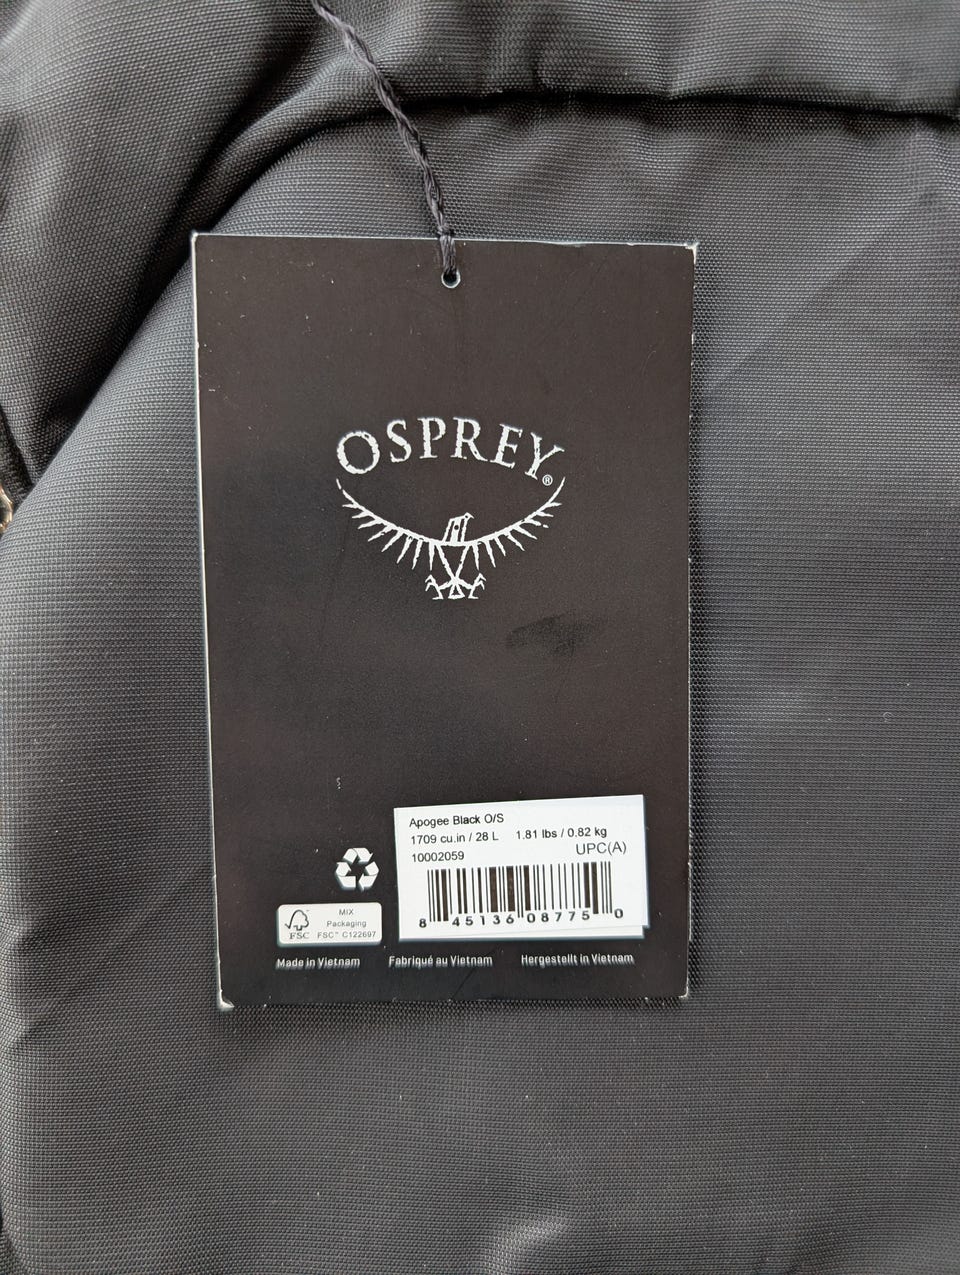 OSPREY®
Apogee Black O/S
1709 cu.in / 28 L 1.81 lbs / 0.82 kg
10002059 UPC(A)
8 45136 08775 0
FSC
MIX
Packaging
FSC™ C122697
Made in Vietnam Fabriqué au Vietnam Hergestellt in Vietnam